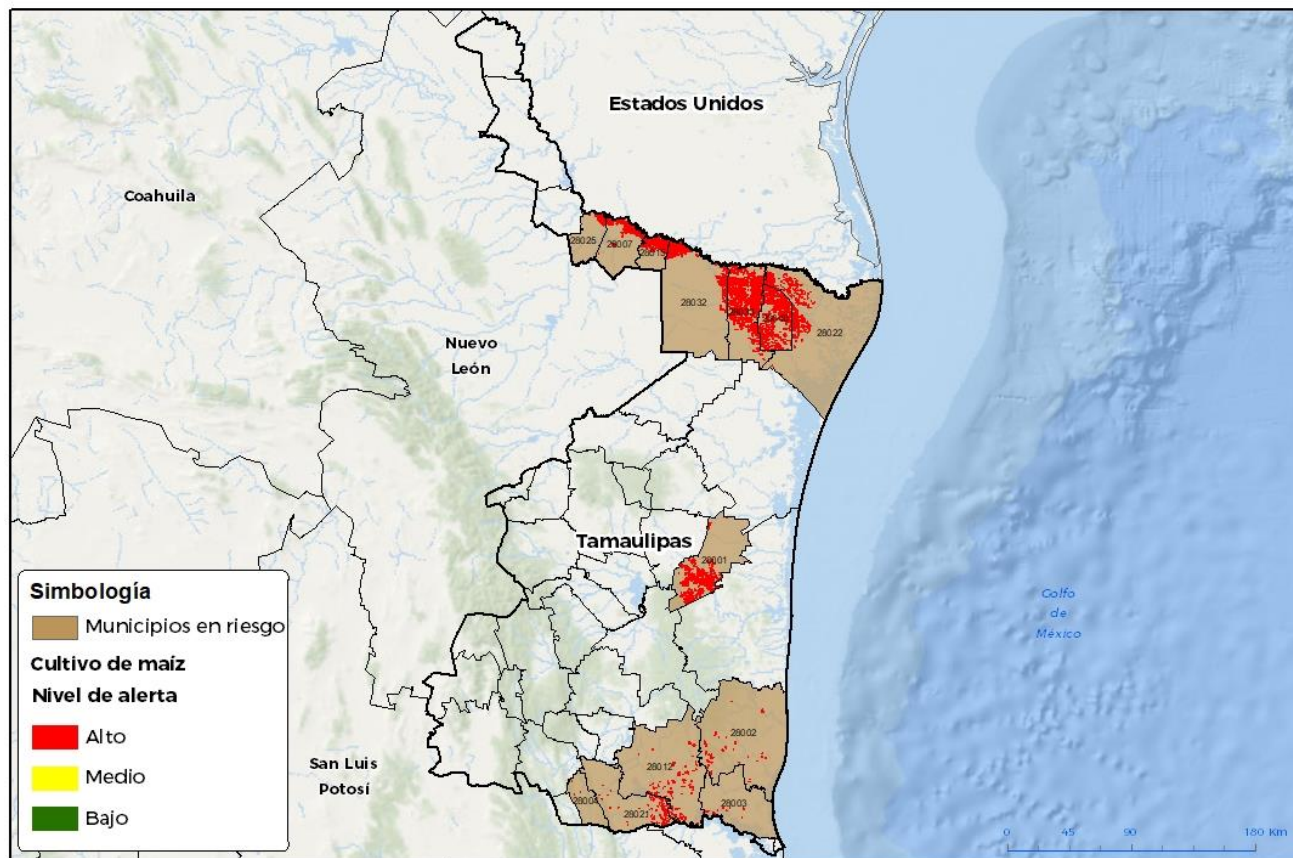 Estados Unidos
Coahuila
28025
28007
28032
28022
Nuevo
León
Tamaulipas
28001
Golfo
de
México
28002
28012
28004
28021
28003
San Luis
Potosí
Simbología
Municipios en riesgo
Cultivo de maíz
Nivel de alerta
Alto
Medio
Bajo
0 45 90 180 KM